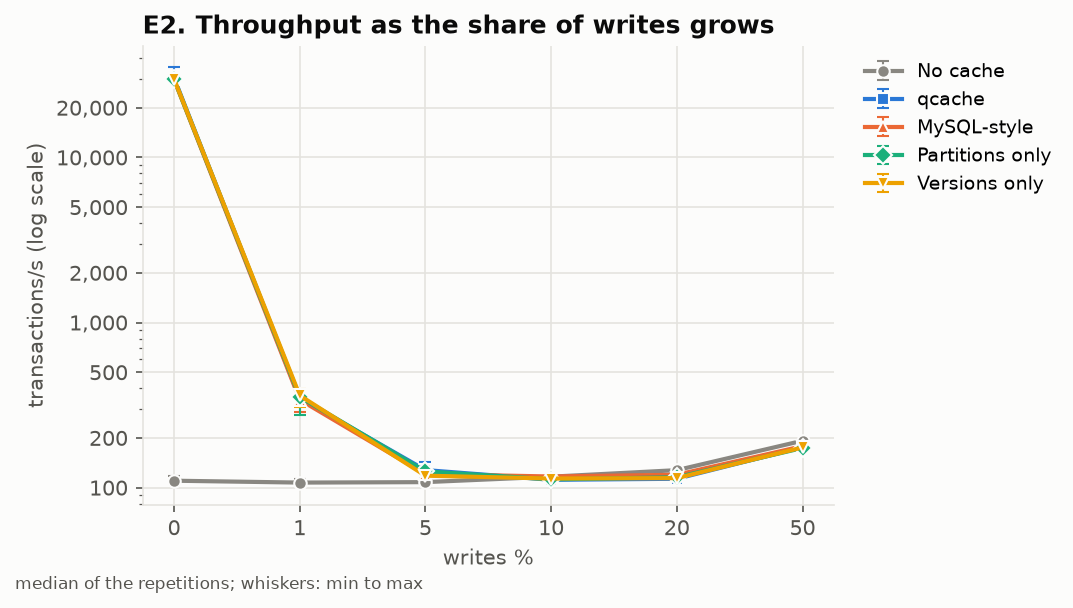 E2. Throughput as the share of writes grows
transactions/s (log scale)
20,000
10,000
5,000
2,000
1,000
500
200
100
0 1 5 10 20 50
writes %
No cache
qcache
MySQL-style
Partitions only
Versions only
median of the repetitions; whiskers: min to max